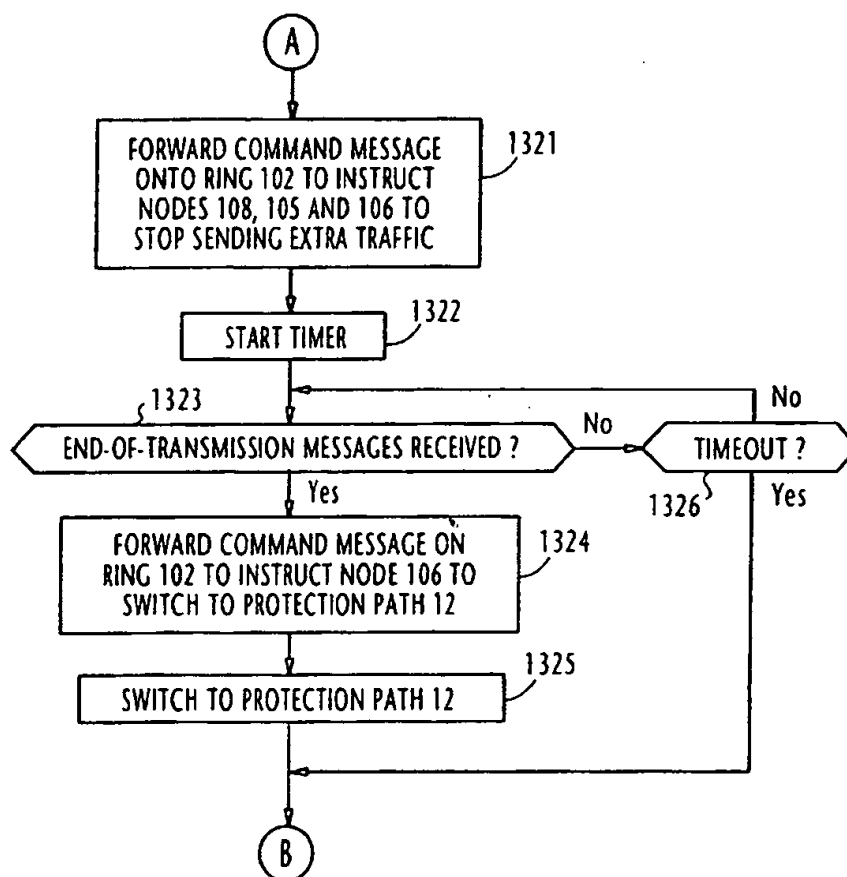 A
FORWARD COMMAND MESSAGE
ONTO RING 102 TO INSTRUCT
NODES 108, 105 AND 106 TO
STOP SENDING EXTRA TRAFFIC
1321
START TIMER
1322
1323
END-OF-TRANSMISSION MESSAGES RECEIVED ?
No
No
TIMEOUT ?
1326
Yes
Yes
FORWARD COMMAND MESSAGE ON
RING 102 TO INSTRUCT NODE 106 TO
SWITCH TO PROTECTION PATH 12
1324
SWITCH TO PROTECTION PATH 12
1325
B